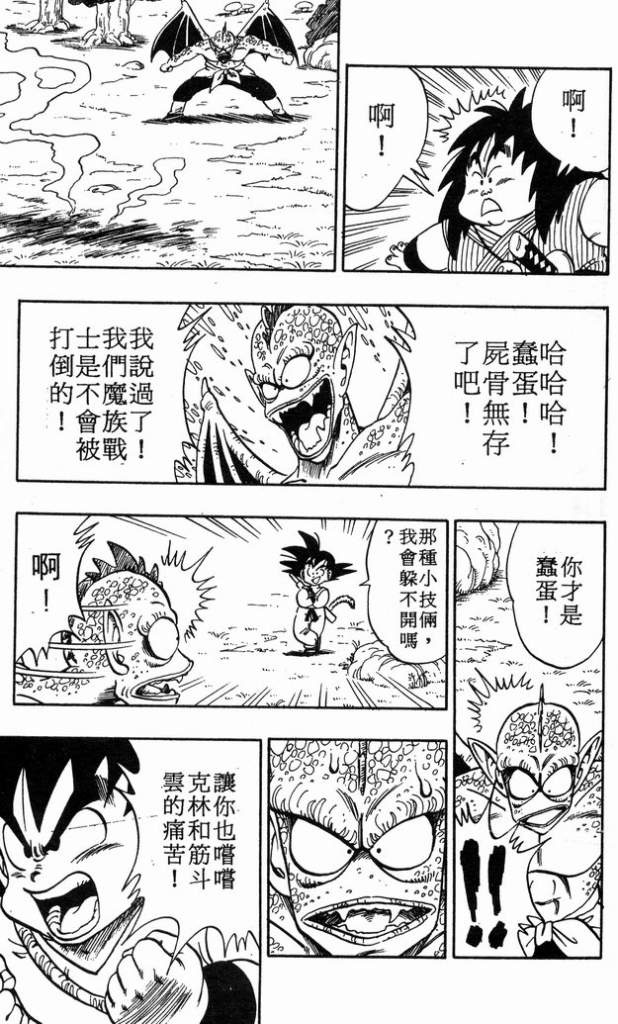 啊！
啊！
哈哈哈！
蠢蛋！
屍骨無存
了吧！
我說過了！
我們魔族戰
士是不會被
打倒的！
你才是
蠢蛋！
那種小技倆，
我會躲不開嗎
？
啊！
!!
讓你也嚐嚐
克林和筋斗
雲的痛苦！